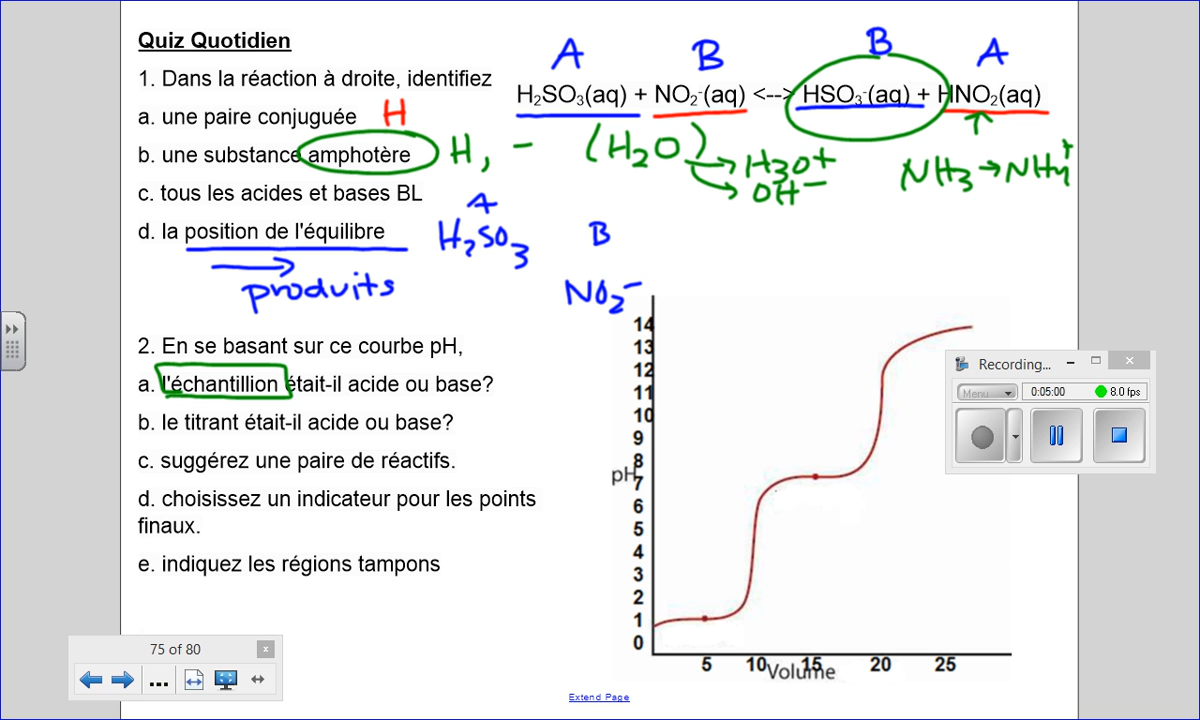 Quiz Quotidien
A B B A
1. Dans la réaction à droite, identifiez
H₂SO₃(aq) + NO₂⁻(aq) <--> HSO₃⁻(aq) + HNO₂(aq)
a. une paire conjuguée H
b. une substance amphotère H, - (H₂O) → H3O+
→ OH⁻
NH3 → NH4⁺
c. tous les acides et bases BL
A
d. la position de l'équilibre H₂SO₃ B
→ produits NO₂⁻
2. En se basant sur ce courbe pH,
a. l'échantillion était-il acide ou base?
b. le titrant était-il acide ou base?
c. suggérez une paire de réactifs.
d. choisissez un indicateur pour les points
finaux.
e. indiquez les régions tampons
14
13
12
11
10
9
8
pH
7
6
5
4
3
2
1
0
5 10 15 20 25
Volume
Recording...
Menu 0:05:00 8.0 fps
75 of 80
...
Extend Page